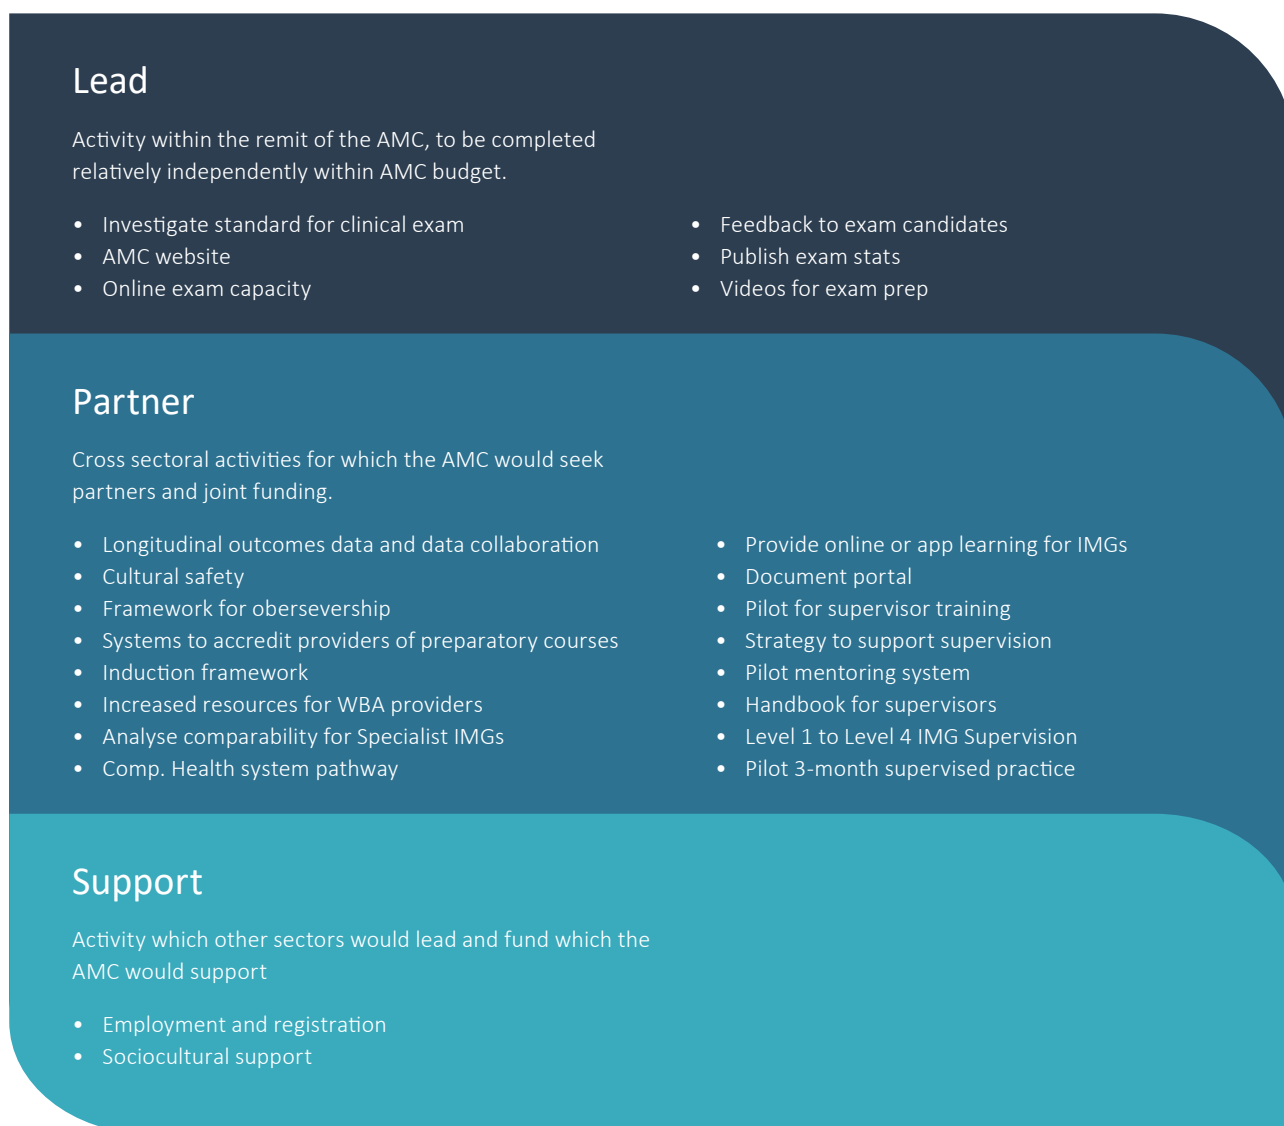 Lead
Activity within the remit of the AMC, to be completed
relatively independently within AMC budget.
• Investigate standard for clinical exam
• AMC website
• Online exam capacity
• Feedback to exam candidates
• Publish exam stats
• Videos for exam prep
Partner
Cross sectoral activities for which the AMC would seek
partners and joint funding.
• Longitudinal outcomes data and data collaboration
• Cultural safety
• Framework for obersevership
• Systems to accredit providers of preparatory courses
• Induction framework
• Increased resources for WBA providers
• Analyse comparability for Specialist IMGs
• Comp. Health system pathway
• Provide online or app learning for IMGs
• Document portal
• Pilot for supervisor training
• Strategy to support supervision
• Pilot mentoring system
• Handbook for supervisors
• Level 1 to Level 4 IMG Supervision
• Pilot 3-month supervised practice
Support
Activity which other sectors would lead and fund which the
AMC would support
• Employment and registration
• Sociocultural support